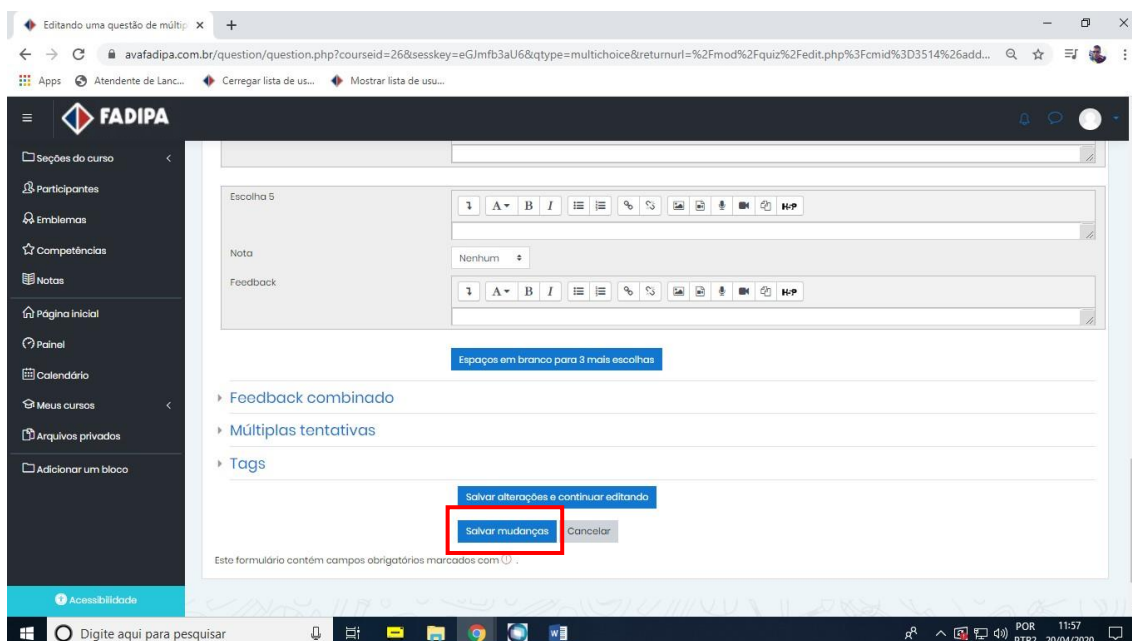 Editando uma questão de múltip
avafadipa.com.br/question/question.php?courseid=26&sesskey=eGJmfb3aU6&qtype=multichoice&returnurl=%2Fmod%2Fquiz%2Fedit.php%3Fcmid%3D3514%26add...
Apps Atendente de Lanc... Cerregar lista de us... Mostrar lista de usu...
FADIPA
Seções do curso
Participantes
Emblemas
Competências
Notas
Página inicial
Painel
Calendário
Meus cursos
Arquivos privados
Adicionar um bloco
Acessibilidade
Escolha 5
A B I H-P
Nota
Nenhum
Feedback
A B I H-P
Espaços em branco para 3 mais escolhas
Feedback combinado
Múltiplas tentativas
Tags
Salvar alterações e continuar editando
Salvar mudanças Cancelar
Este formulário contém campos obrigatórios marcados com .
Digite aqui para pesquisar
POR 11:57
PTB2 20/04/2020